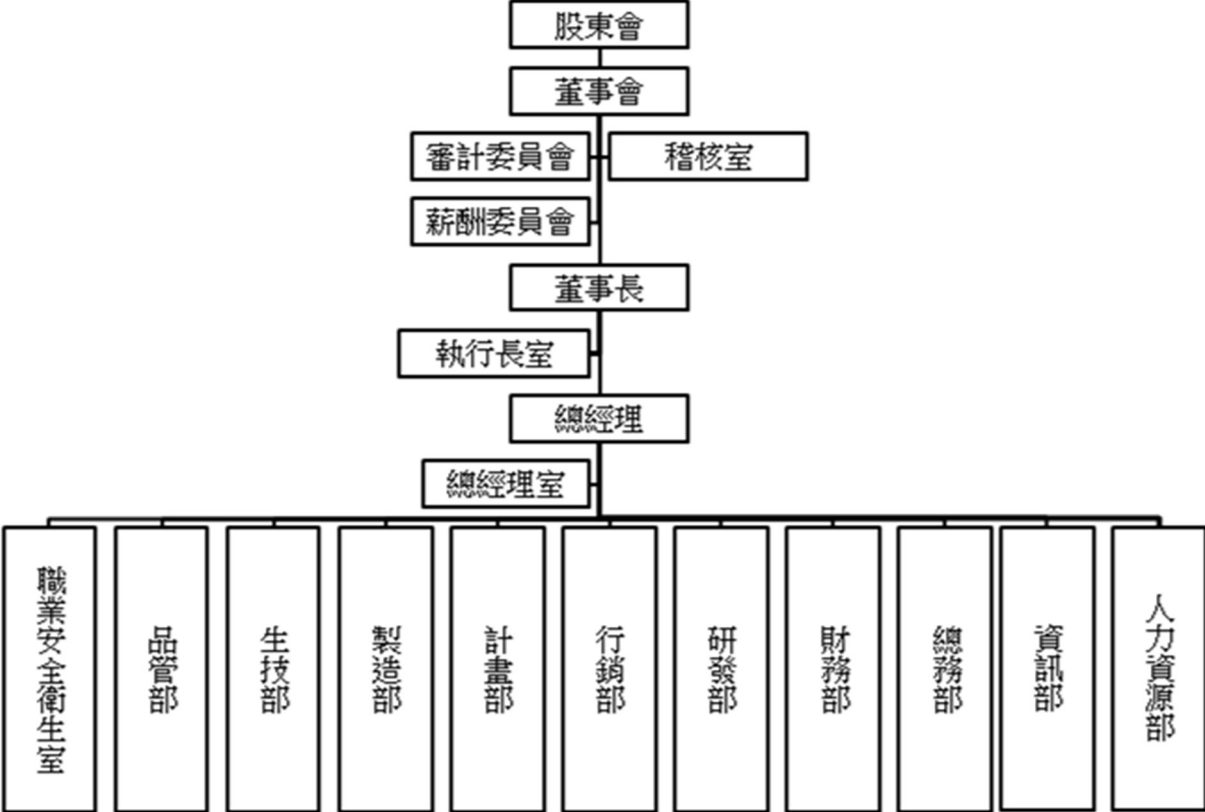 股東會
董事會
審計委員會
稽核室
薪酬委員會
董事長
執行長室
總經理
總經理室
職業安全衛生室
品管部
生技部
製造部
計畫部
行銷部
研發部
財務部
總務部
資訊部
人力資源部